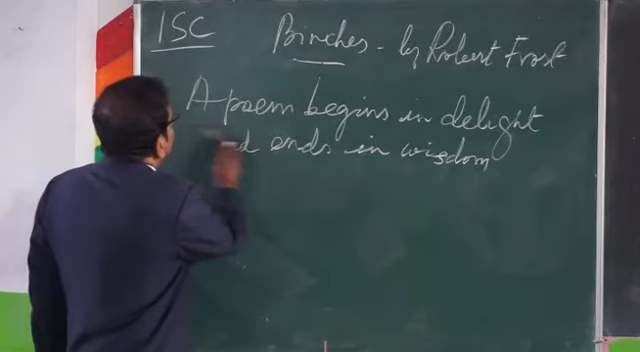 ISC
Birches - by Robert Frost
A poem begins in delight
ends in wisdom